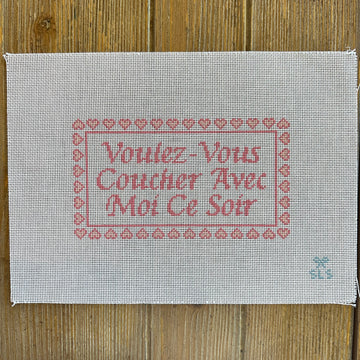 Voulez-Vous
Coucher Avec
Moi Ce Soir
SLS